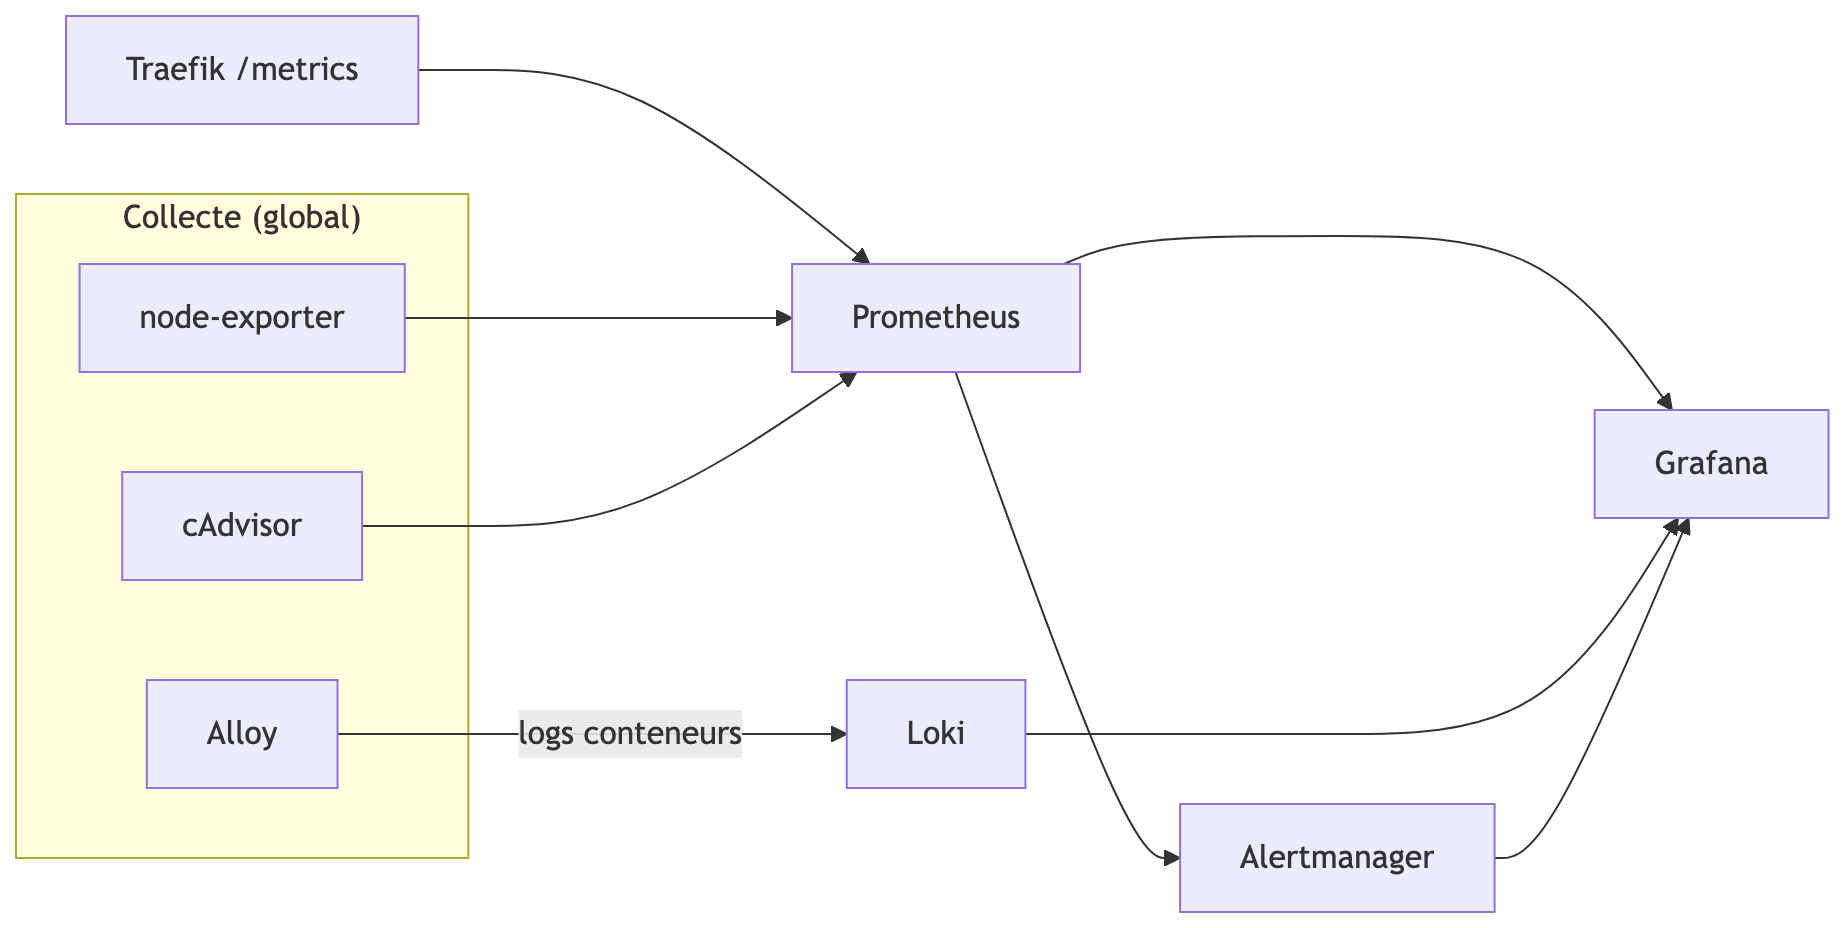 Traefik /metrics
Collecte (global)
node-exporter
cAdvisor
Alloy
logs conteneurs
Prometheus
Loki
Alertmanager
Grafana